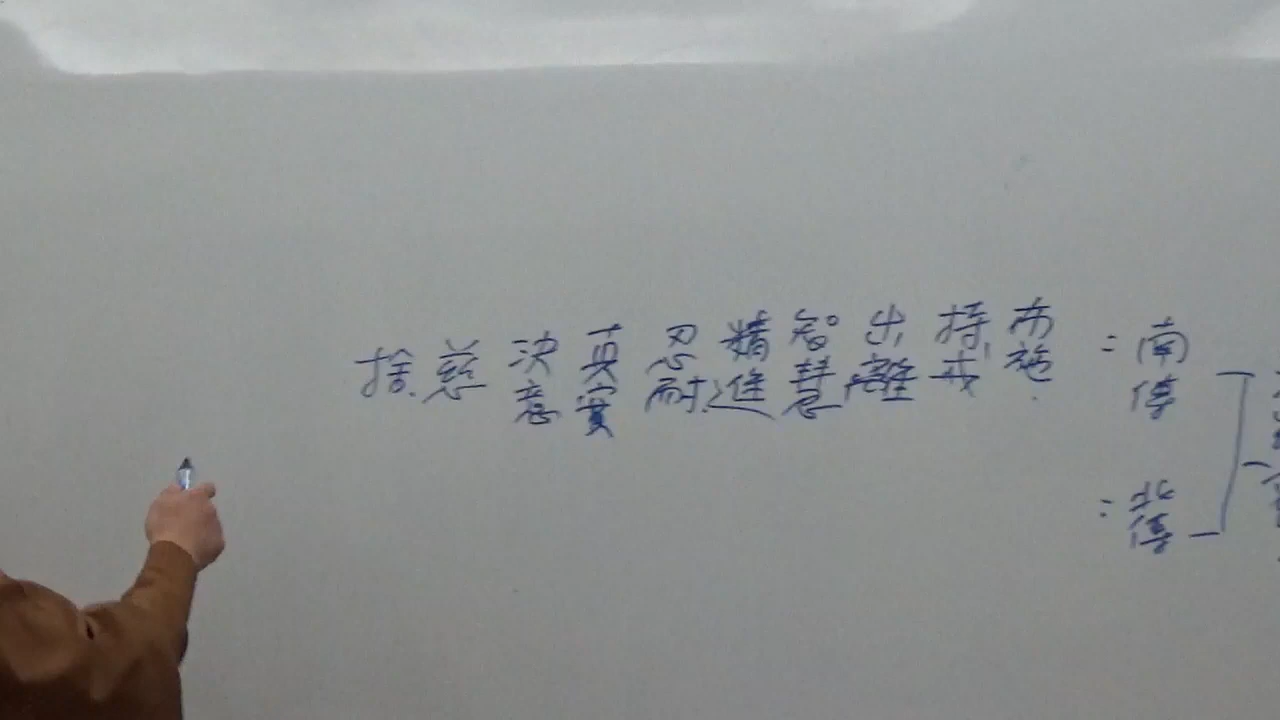 南傳：
布施
持戒
出離
智慧
精進
忍耐
真實
決意
慈
捨
北傳：